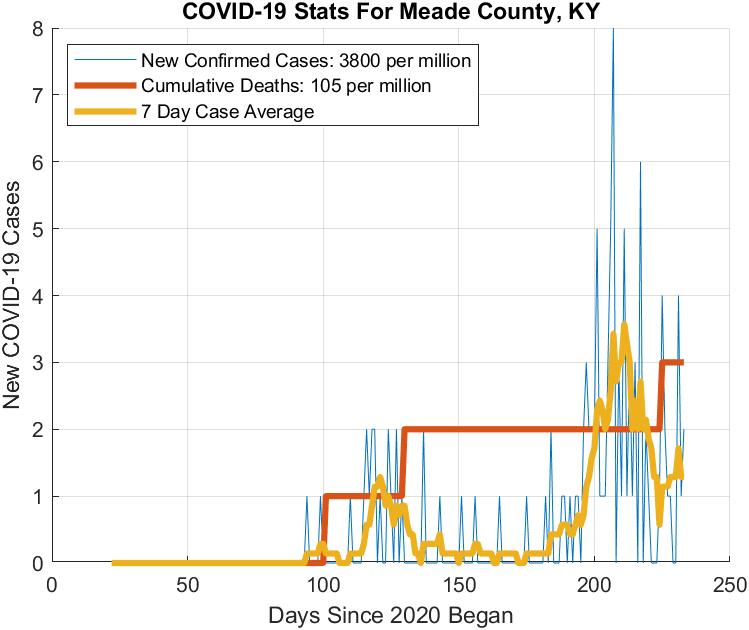 COVID-19 Stats For Meade County, KY
New Confirmed Cases: 3800 per million
Cumulative Deaths: 105 per million
7 Day Case Average
New COVID-19 Cases
8
7
6
5
4
3
2
1
0
0 50 100 150 200 250
Days Since 2020 Began